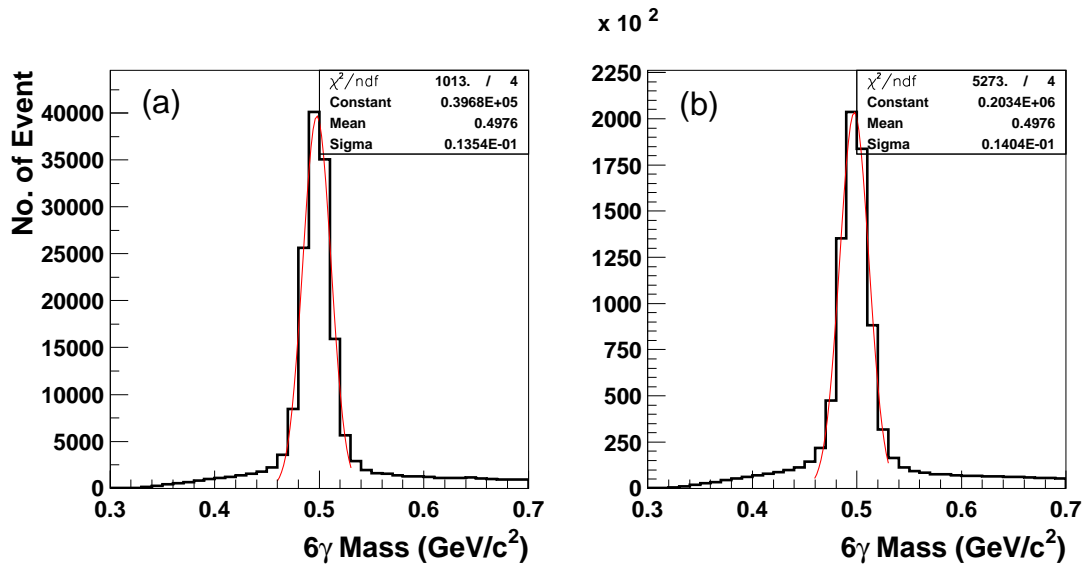 x 10 2
No. of Event
(a)
χ²/ndf 1013. / 4
Constant 0.3968E+05
Mean 0.4976
Sigma 0.1354E-01
40000
35000
30000
25000
20000
15000
10000
5000
0
0.3 0.4 0.5 0.6 0.7
6γ Mass (GeV/c²)
(b)
χ²/ndf 5273. / 4
Constant 0.2034E+06
Mean 0.4976
Sigma 0.1404E-01
2250
2000
1750
1500
1250
1000
750
500
250
0
0.3 0.4 0.5 0.6 0.7
6γ Mass (GeV/c²)